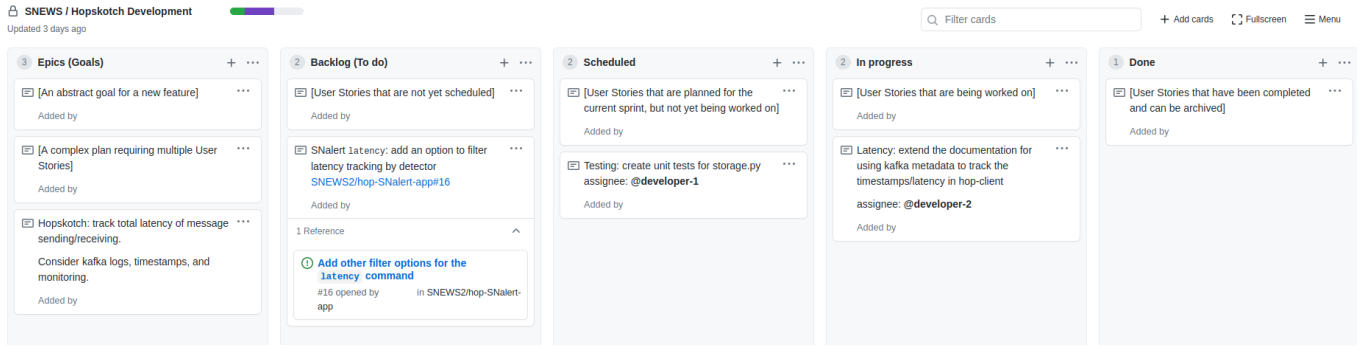 SNEWS / Hopskotch Development
Updated 3 days ago
Filter cards
Add cards
Fullscreen
Menu
3 Epics (Goals)
[An abstract goal for a new feature]
Added by
[A complex plan requiring multiple User
Stories]
Added by
Hopskotch: track total latency of message
sending/receiving.
Consider kafka logs, timestamps, and
monitoring.
Added by
2 Backlog (To do)
[User Stories that are not yet scheduled]
Added by
SNalert latency: add an option to filter
latency tracking by detector
SNEWS2/hop-SNalert-app#16
Added by
1 Reference
Add other filter options for the
latency command
#16 opened by in SNEWS2/hop-SNalert-
app
2 Scheduled
[User Stories that are planned for the
current sprint, but not yet being worked on]
Added by
Testing: create unit tests for storage.py
assignee: @developer-1
Added by
2 In progress
[User Stories that are being worked on]
Added by
Latency: extend the documentation for
using kafka metadata to track the
timestamps/latency in hop-client
assignee: @developer-2
Added by
1 Done
[User Stories that have been completed
and can be archived]
Added by